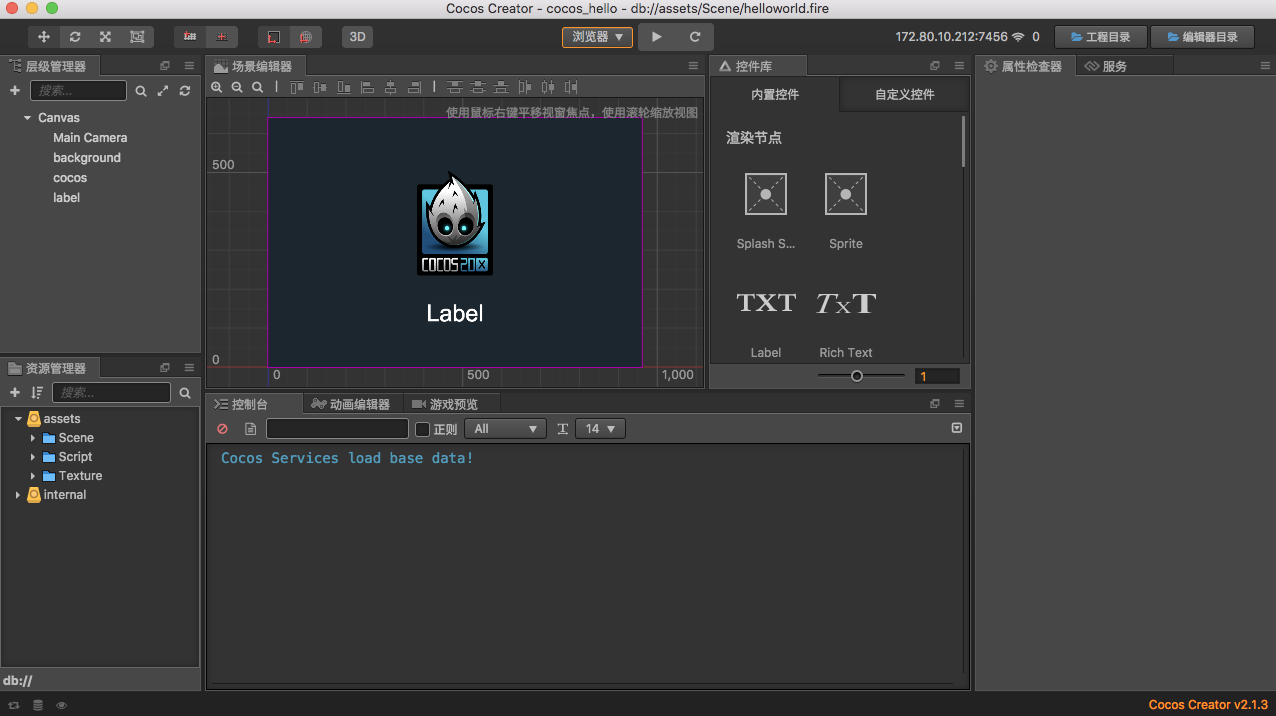 Cocos Creator - cocos_hello - db://assets/Scene/helloworld.fire
3D
浏览器
172.80.10.212:7456
0
工程目录
编辑器目录
层级管理器
搜索...
Canvas
Main Camera
background
cocos
label
场景编辑器
使用鼠标右键平移视窗焦点，使用滚轮缩放视图
500
0
0
500
1,000
COCOS2DX
Label
控件库
内置控件
自定义控件
渲染节点
Splash S...
Sprite
TXT
TxT
Label
Rich Text
1
属性检查器
服务
资源管理器
搜索...
assets
Scene
Script
Texture
internal
db://
控制台
动画编辑器
游戏预览
正则
All
14
Cocos Services load base data!
Cocos Creator v2.1.3